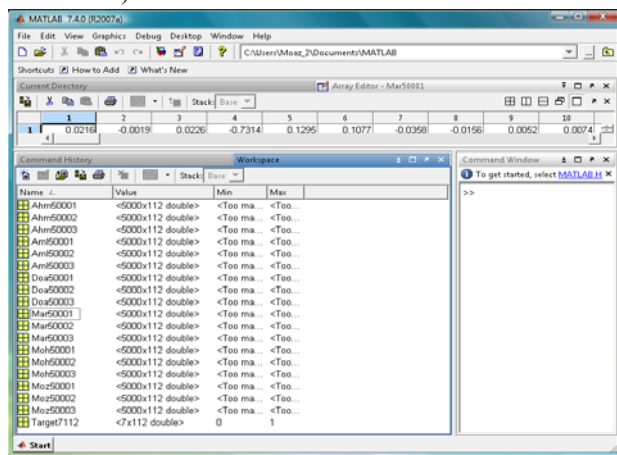 MATLAB 7.4.0 (R2007a)
File Edit View Graphics Debug Desktop Window Help
C:\Users\Moaz_2\Documents\MATLAB
Shortcuts How to Add What's New
Current Directory Array Editor - Mar50001
Stack: Base
1 2 3 4 5 6 7 8 9 10
1 0.0216 -0.0019 0.0226 -0.7314 0.1295 0.1077 -0.0358 -0.0156 0.0052 0.0074
Command History Workspace Command Window
Stack: Base To get started, select MATLAB H
Name Value Min Max
>>
Ahm50001 <5000x112 double> <Too ma... <Too...
Ahm50002 <5000x112 double> <Too ma... <Too...
Ahm50003 <5000x112 double> <Too ma... <Too...
Aml50001 <5000x112 double> <Too ma... <Too...
Aml50002 <5000x112 double> <Too ma... <Too...
Aml50003 <5000x112 double> <Too ma... <Too...
Doa50001 <5000x112 double> <Too ma... <Too...
Doa50002 <5000x112 double> <Too ma... <Too...
Doa50003 <5000x112 double> <Too ma... <Too...
Mar50001 <5000x112 double> <Too ma... <Too...
Mar50002 <5000x112 double> <Too ma... <Too...
Mar50003 <5000x112 double> <Too ma... <Too...
Moh50001 <5000x112 double> <Too ma... <Too...
Moh50002 <5000x112 double> <Too ma... <Too...
Moh50003 <5000x112 double> <Too ma... <Too...
Moz50001 <5000x112 double> <Too ma... <Too...
Moz50002 <5000x112 double> <Too ma... <Too...
Moz50003 <5000x112 double> <Too ma... <Too...
Target7112 <7x112 double> 0 1
Start